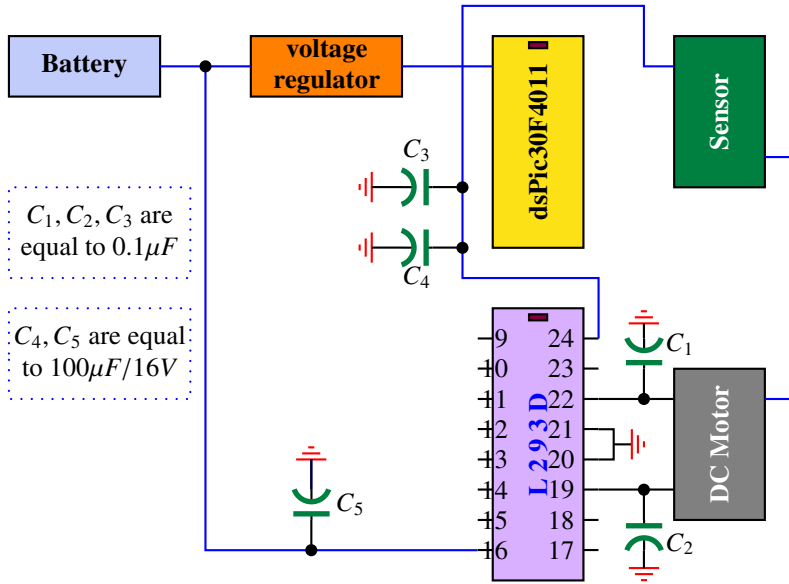 Battery
voltage
regulator
dsPic30F4011
Sensor
C₃
C₄
C₁, C₂, C₃ are
equal to 0.1μF
C₄, C₅ are equal
to 100μF/16V
L293D
9
10
11
12
13
14
15
16
24
23
22
21
20
19
18
17
C₁
C₂
C₅
DC Motor